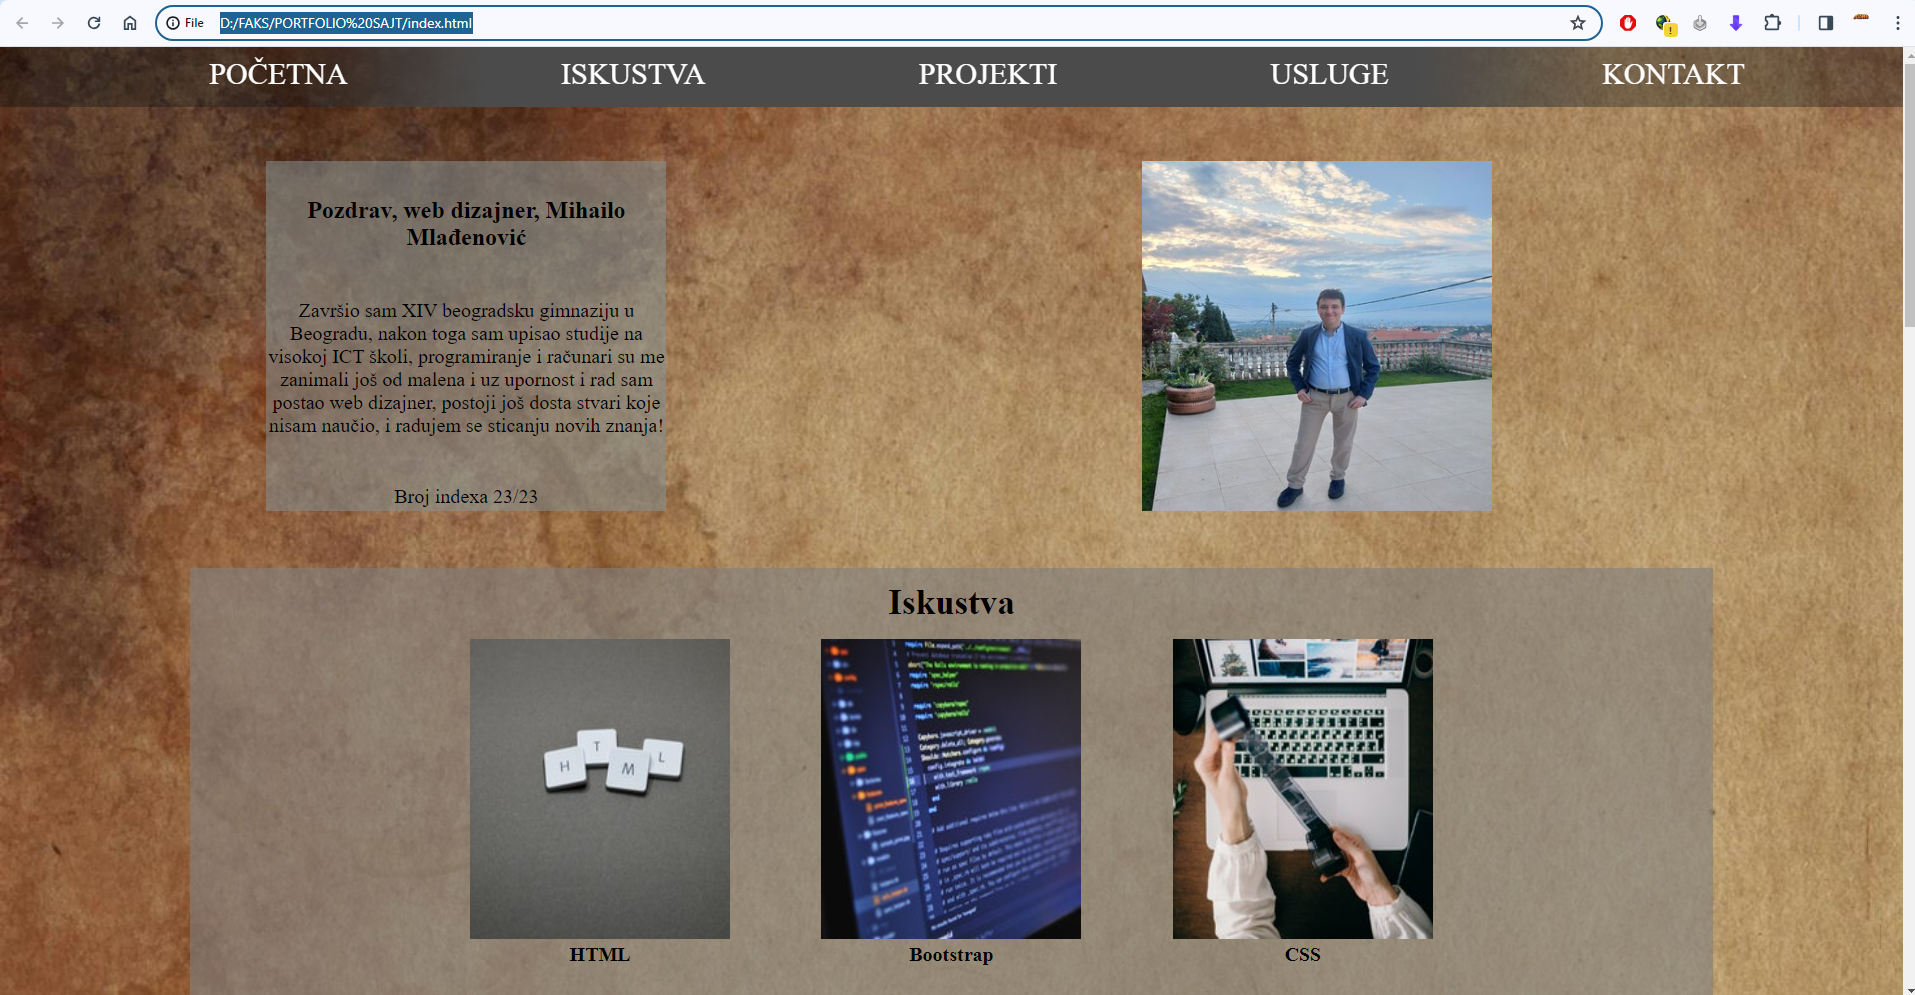 File D:/FAKS/PORTFOLIO%20SAJT/index.html
POČETNA ISKUSTVA PROJEKTI USLUGE KONTAKT
Pozdrav, web dizajner, Mihailo
Mlađenović
Završio sam XIV beogradsku gimnaziju u
Beogradu, nakon toga sam upisao studije na
visokoj ICT školi, programiranje i računari su me
zanimali još od malena i uz upornost i rad sam
postao web dizajner, postoji još dosta stvari koje
nisam naučio, i radujem se sticanju novih znanja!
Broj indexa 23/23
Iskustva
H T M L
HTML
Bootstrap
CSS